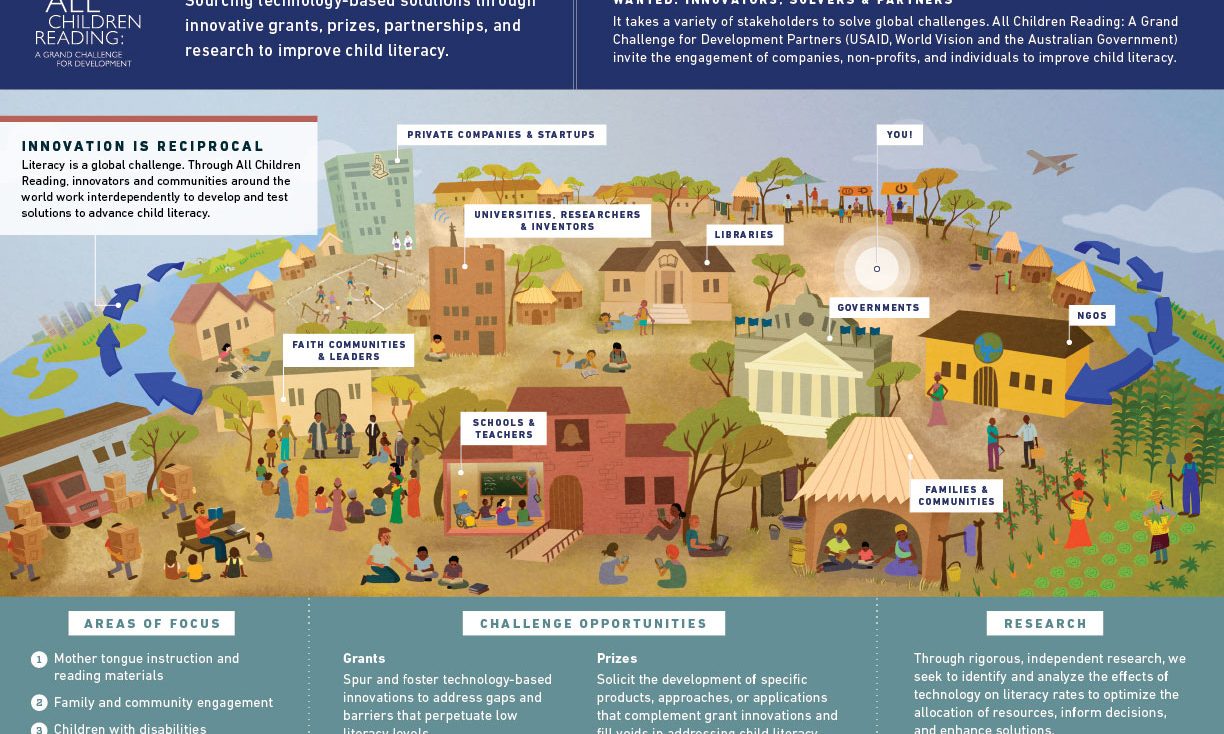 ALL
CHILDREN
READING:
A GRAND CHALLENGE
FOR DEVELOPMENT
Sourcing technology-based solutions through
innovative grants, prizes, partnerships, and
research to improve child literacy.
WANTED: INNOVATORS, SOLVERS & PARTNERS
It takes a variety of stakeholders to solve global challenges. All Children Reading: A Grand
Challenge for Development Partners (USAID, World Vision and the Australian Government)
invite the engagement of companies, non-profits, and individuals to improve child literacy.
INNOVATION IS RECIPROCAL
Literacy is a global challenge. Through All Children
Reading, innovators and communities around the
world work interdependently to develop and test
solutions to advance child literacy.
PRIVATE COMPANIES & STARTUPS
YOU!
UNIVERSITIES, RESEARCHERS
& INVENTORS
LIBRARIES
GOVERNMENTS
NGOS
FAITH COMMUNITIES
& LEADERS
SCHOOLS &
TEACHERS
FAMILIES &
COMMUNITIES
AREAS OF FOCUS
1 Mother tongue instruction and
reading materials
2 Family and community engagement
3 Children with disabilities
CHALLENGE OPPORTUNITIES
Grants
Spur and foster technology-based
innovations to address gaps and
barriers that perpetuate low
literacy levels.
Prizes
Solicit the development of specific
products, approaches, or applications
that complement grant innovations and
fill voids in addressing child literacy.
RESEARCH
Through rigorous, independent research, we
seek to identify and analyze the effects of
technology on literacy rates to optimize the
allocation of resources, inform decisions,
and enhance solutions.